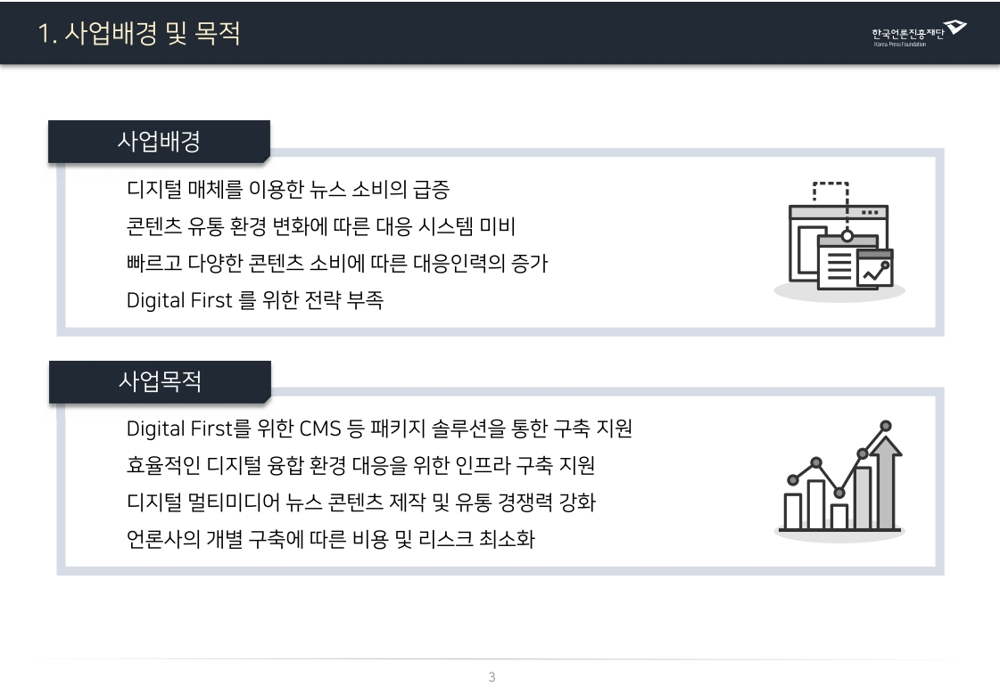 1. 사업배경 및 목적
한국언론진흥재단
Korea Press Foundation
사업배경
디지털 매체를 이용한 뉴스 소비의 급증
콘텐츠 유통 환경 변화에 따른 대응 시스템 미비
빠르고 다양한 콘텐츠 소비에 따른 대응인력의 증가
Digital First 를 위한 전략 부족
사업목적
Digital First를 위한 CMS 등 패키지 솔루션을 통한 구축 지원
효율적인 디지털 융합 환경 대응을 위한 인프라 구축 지원
디지털 멀티미디어 뉴스 콘텐츠 제작 및 유통 경쟁력 강화
언론사의 개별 구축에 따른 비용 및 리스크 최소화
3